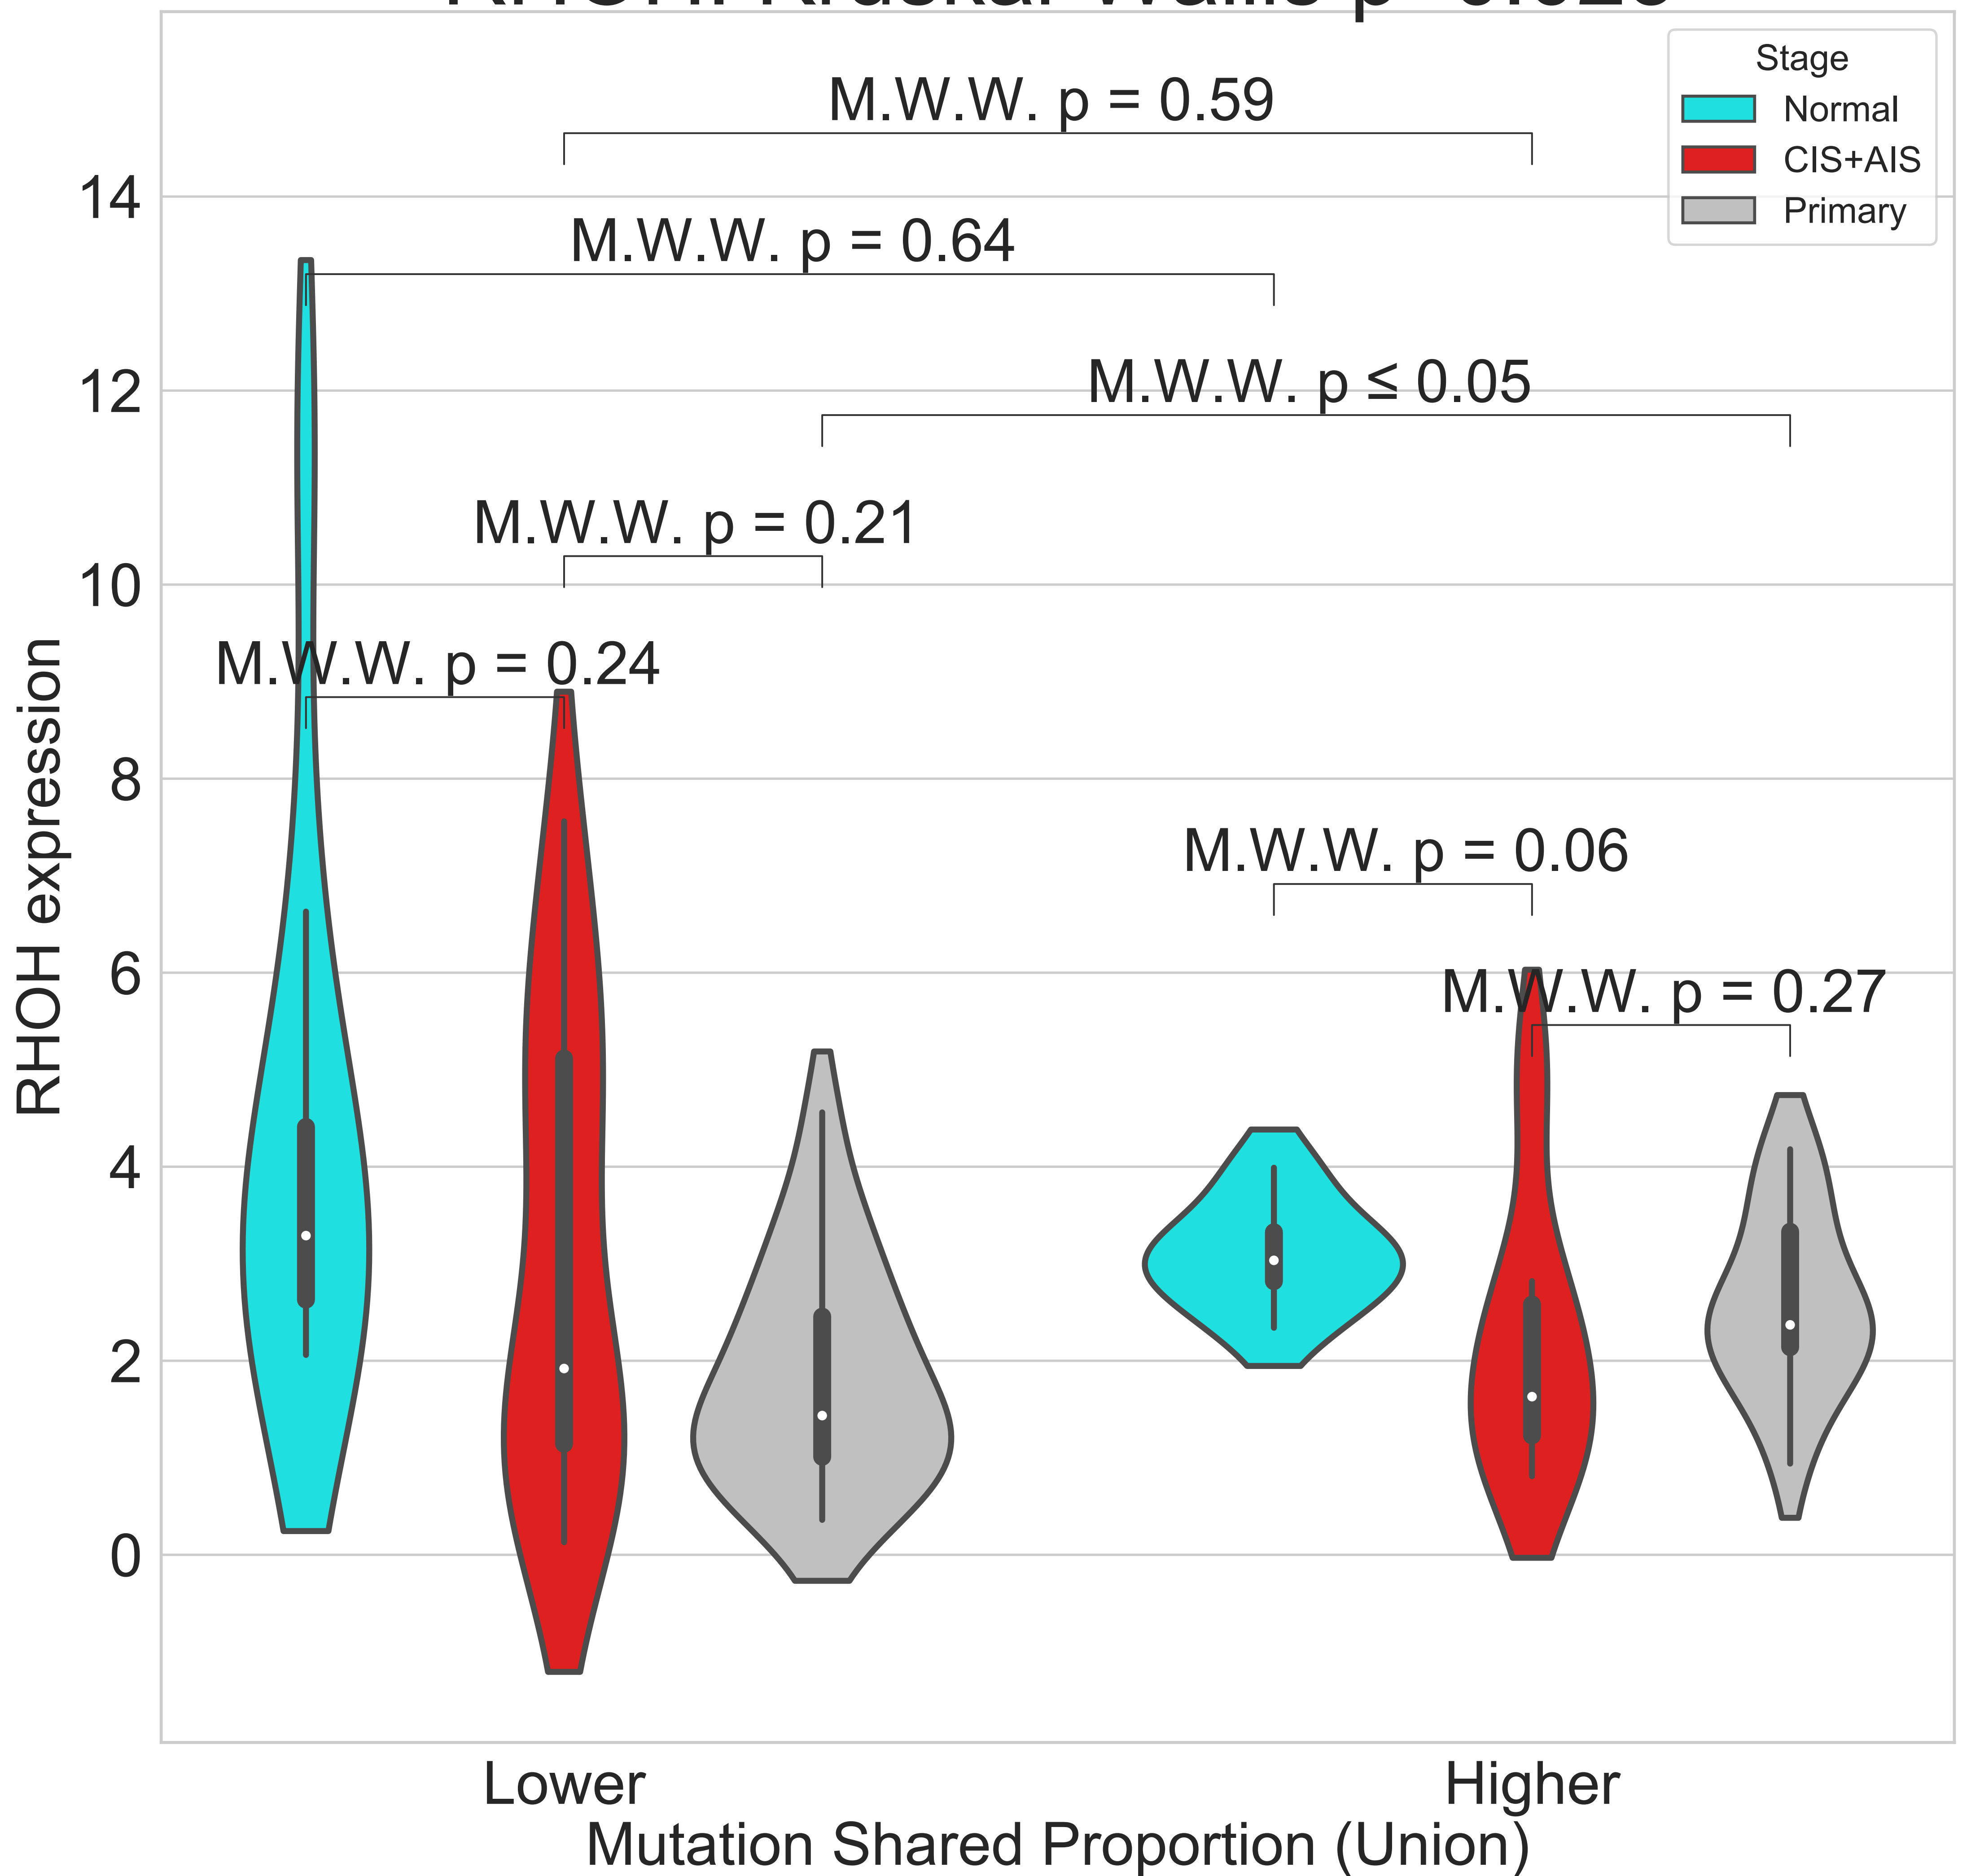 Stage
Normal
CIS+AIS
Primary
M.W.W. p = 0.59
M.W.W. p = 0.64
M.W.W. p ≤ 0.05
M.W.W. p = 0.21
M.W.W. p = 0.24
M.W.W. p = 0.06
M.W.W. p = 0.27
14
12
10
8
6
4
2
0
RHOH expression
Lower
Higher
Mutation Shared Proportion (Union)